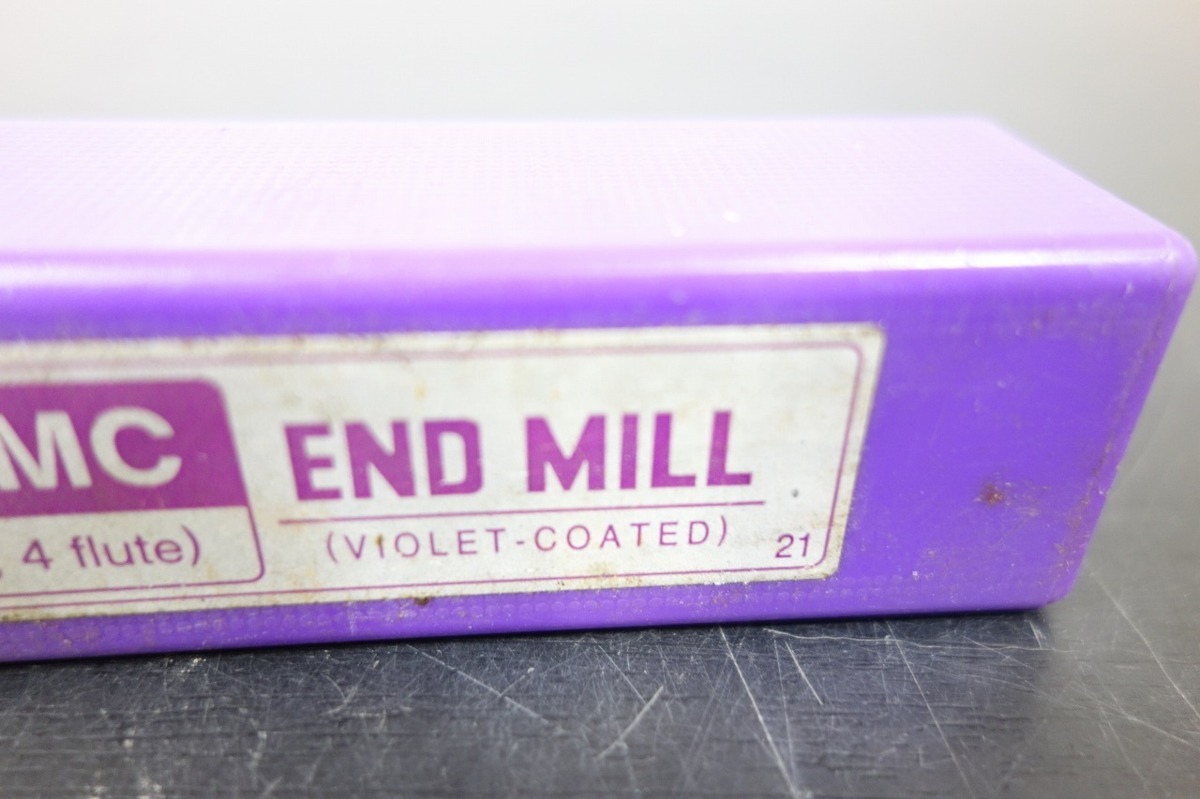 MC
END MILL
, 4 flute)
(VIOLET-COATED)
21